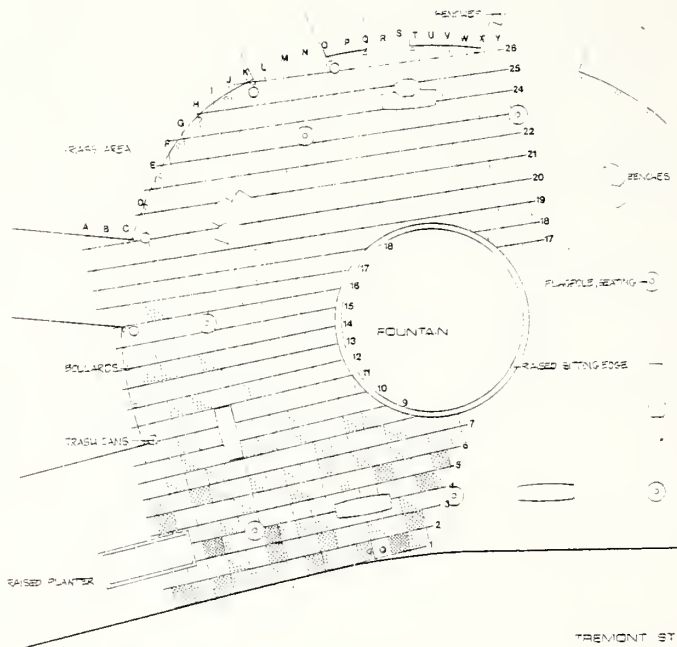 BENCHES
A B C D E F G H I J K L M N O P Q R S T U V W X Y
26
25
24
22
21
20
19
18
17
GRASS AREA
BENCHES
18
17
16
15
14
13
12
11
10
9
7
6
5
4
3
2
1
FLAGPOLE, SEATING
FOUNTAIN
BOLLARDS
RAISED SITTING EDGE
TRASH CANS
RAISED PLANTER
G O
TREMONT ST